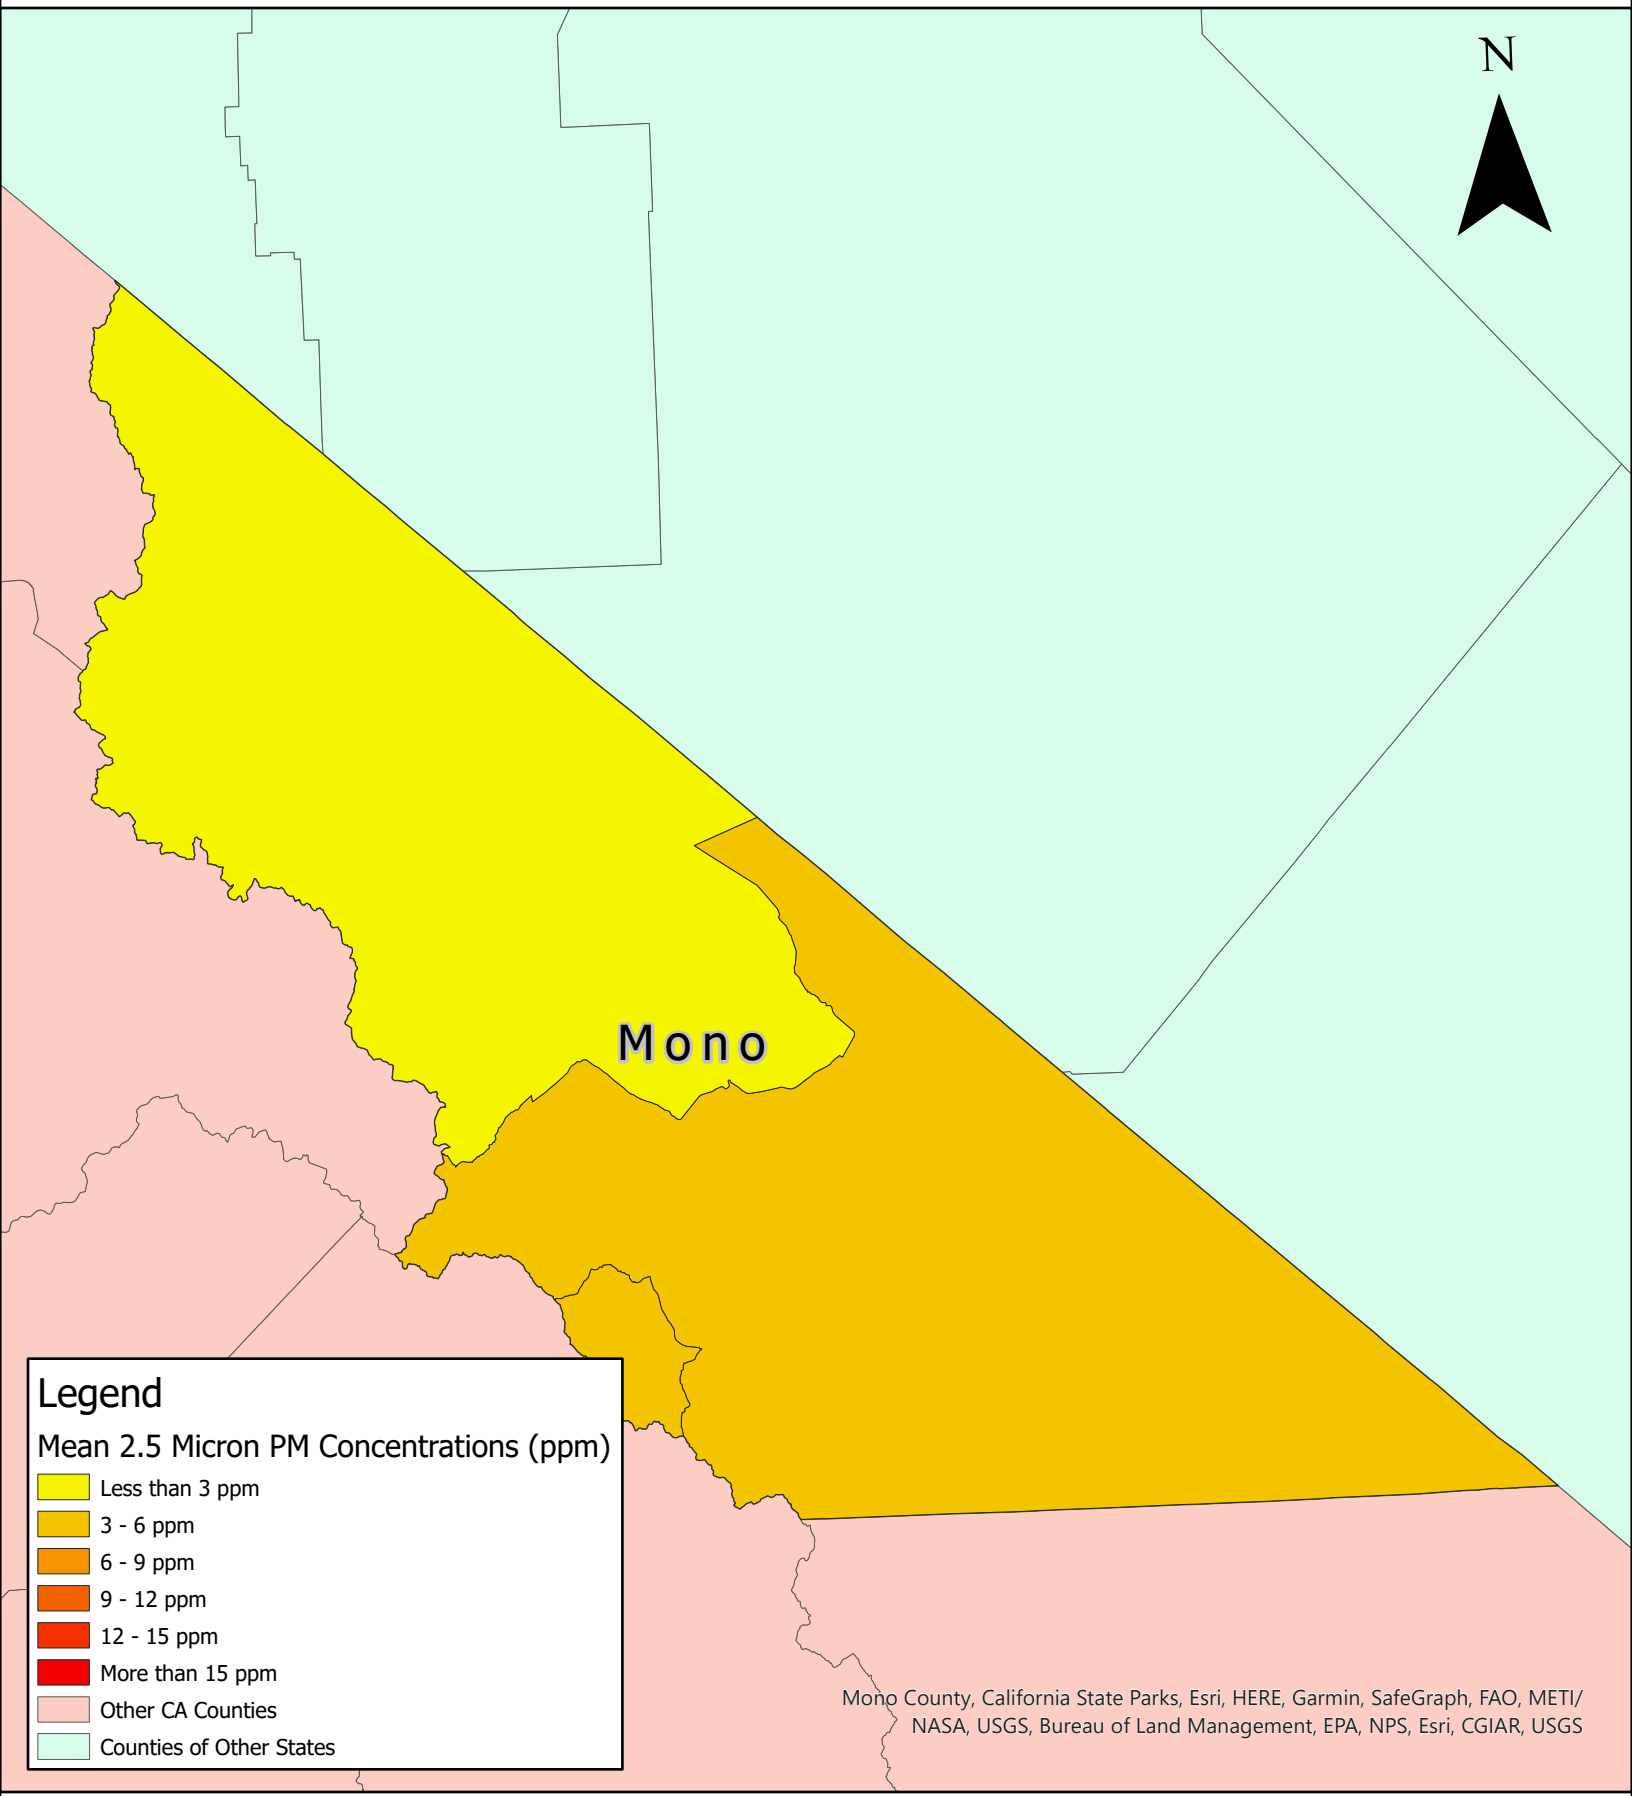 N
Mono
Legend
Mean 2.5 Micron PM Concentrations (ppm)
Less than 3 ppm
3 - 6 ppm
6 - 9 ppm
9 - 12 ppm
12 - 15 ppm
More than 15 ppm
Other CA Counties
Counties of Other States
Mono County, California State Parks, Esri, HERE, Garmin, SafeGraph, FAO, METI/
NASA, USGS, Bureau of Land Management, EPA, NPS, Esri, CGIAR, USGS